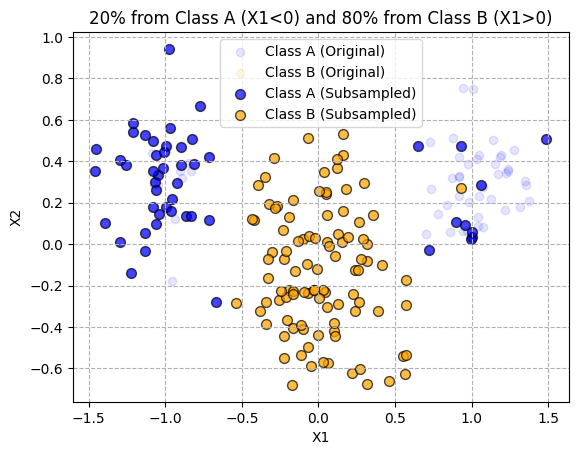 20% from Class A (X1<0) and 80% from Class B (X1>0)
Class A (Original)
Class B (Original)
Class A (Subsampled)
Class B (Subsampled)
X2
1.0
0.8
0.6
0.4
0.2
0.0
−0.2
−0.4
−0.6
−1.5 −1.0 −0.5 0.0 0.5 1.0 1.5
X1